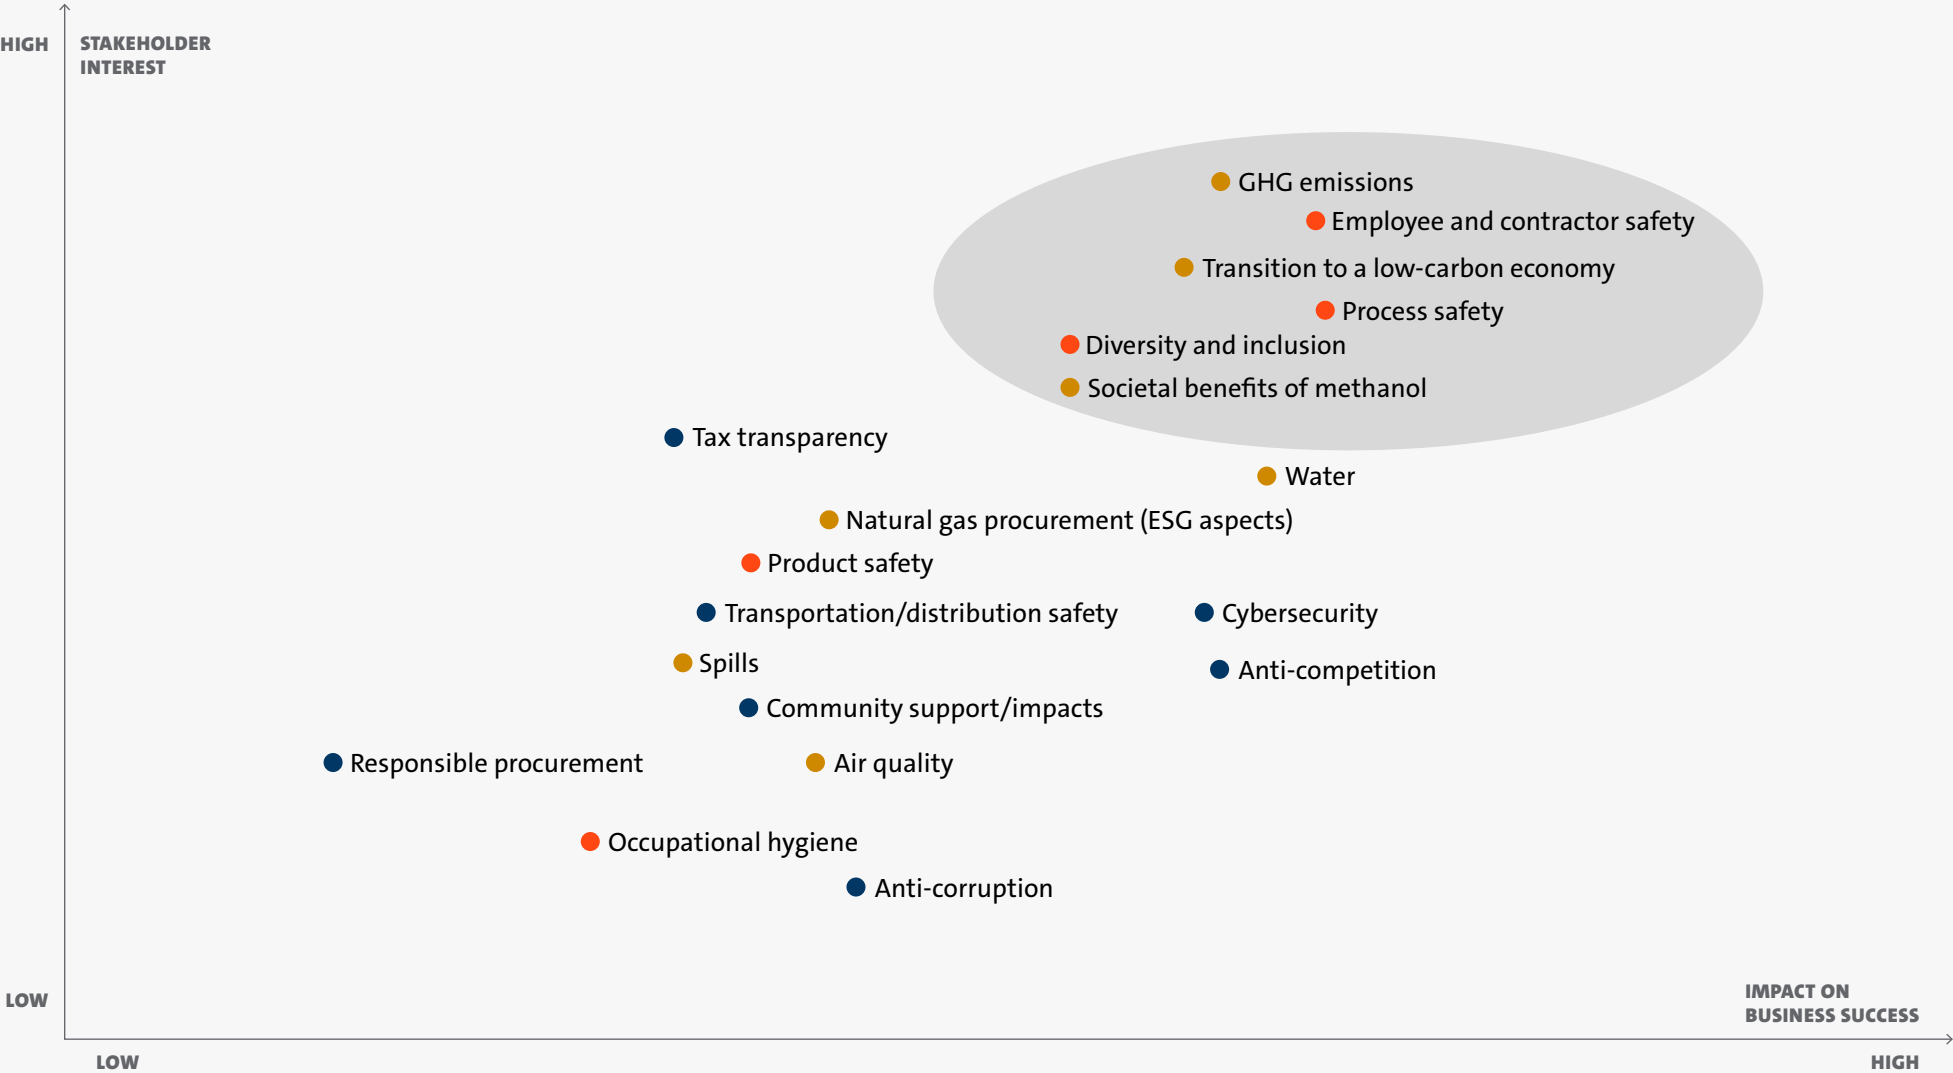 HIGH
STAKEHOLDER
INTEREST
GHG emissions
Employee and contractor safety
Transition to a low-carbon economy
Process safety
Diversity and inclusion
Societal benefits of methanol
Tax transparency
Water
Natural gas procurement (ESG aspects)
Product safety
Transportation/distribution safety
Cybersecurity
Spills
Anti-competition
Community support/impacts
Responsible procurement
Air quality
Occupational hygiene
Anti-corruption
LOW
IMPACT ON
BUSINESS SUCCESS
LOW
HIGH